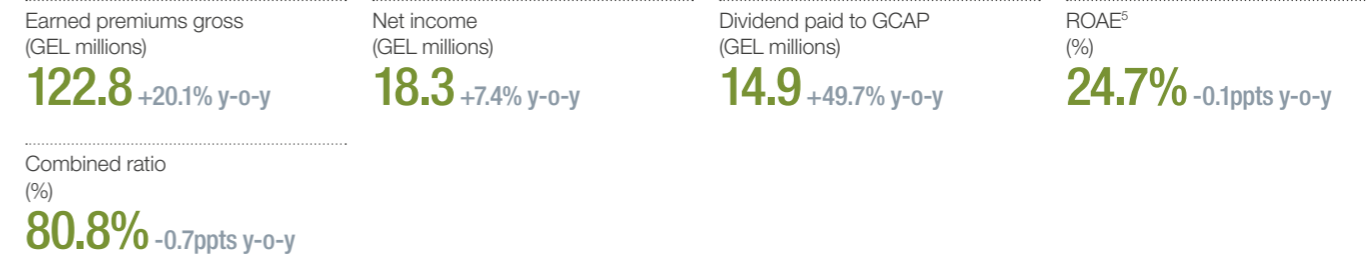 Earned premiums gross
(GEL millions)
122.8 +20.1% y-o-y
Net income
(GEL millions)
18.3 +7.4% y-o-y
Dividend paid to GCAP
(GEL millions)
14.9 +49.7% y-o-y
ROAE⁵
(%)
24.7% -0.1ppts y-o-y
Combined ratio
(%)
80.8% -0.7ppts y-o-y